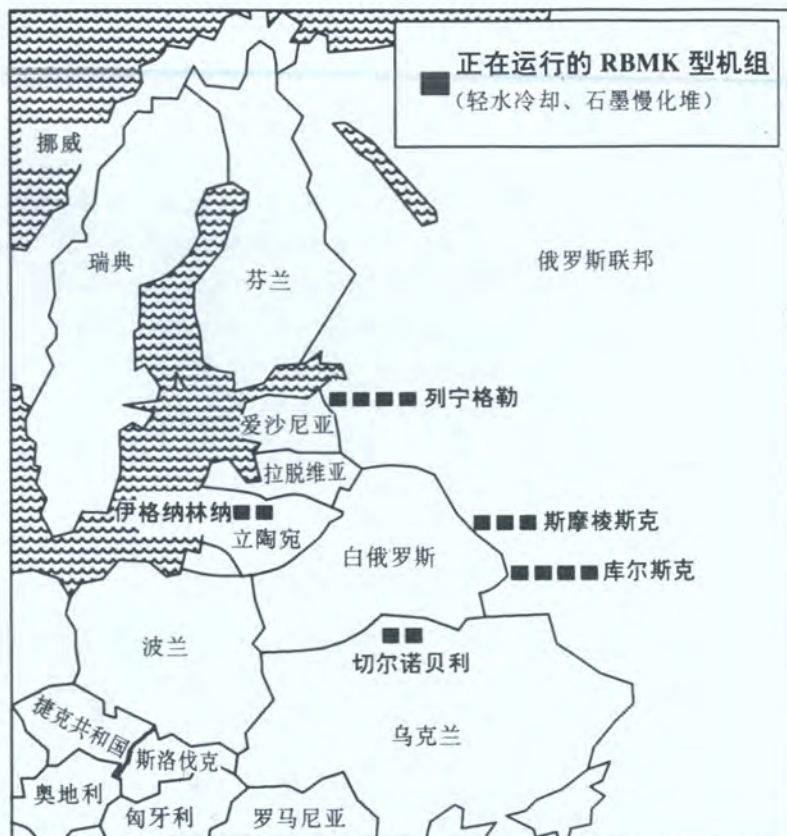 正在运行的 RBMK 型机组
(轻水冷却、石墨慢化堆)
挪威
瑞典
芬兰
俄罗斯联邦
列宁格勒
爱沙尼亚
拉脱维亚
伊格纳林纳
立陶宛
斯摩棱斯克
白俄罗斯
库尔斯克
波兰
切尔诺贝利
捷克共和国
斯洛伐克
乌克兰
奥地利
匈牙利
罗马尼亚